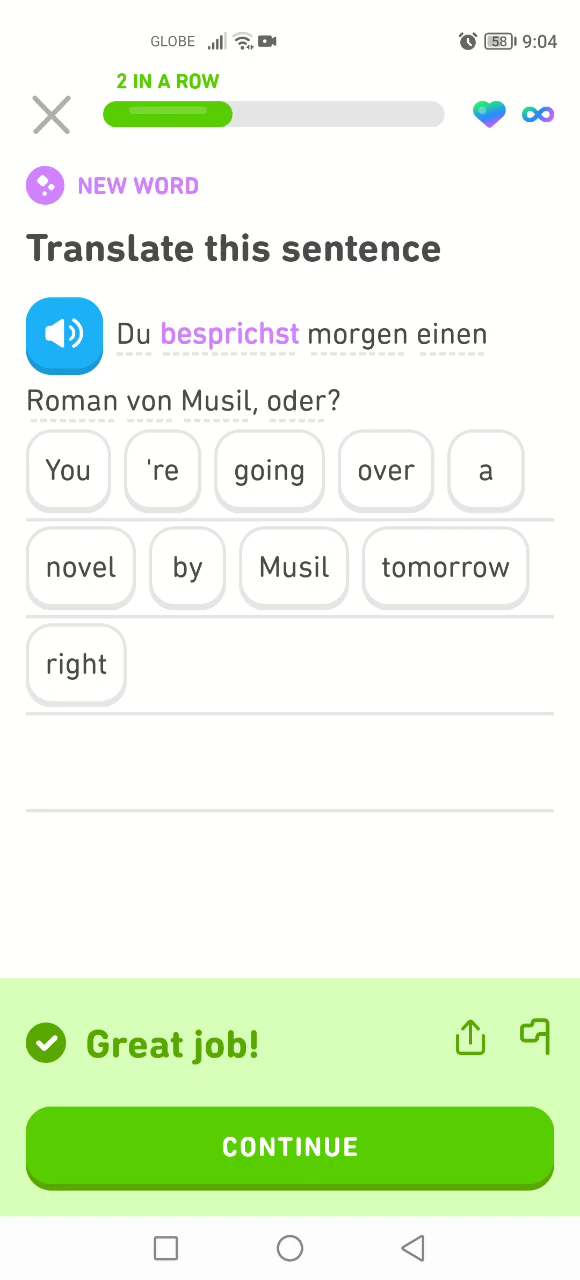 GLOBE 58 9:04
2 IN A ROW
NEW WORD
Translate this sentence
Du besprichst morgen einen
Roman von Musil, oder?
You 're going over a
novel by Musil tomorrow
right
Great job!
CONTINUE